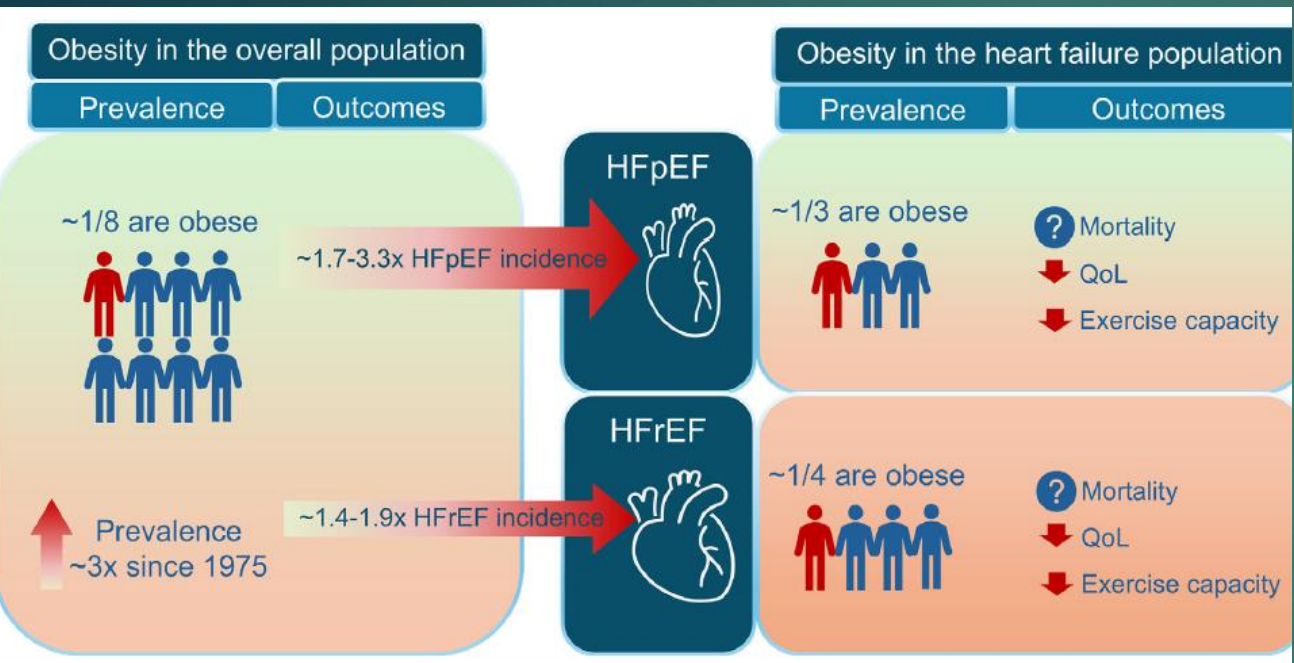 Obesity in the overall population
Prevalence
Outcomes
~1/8 are obese
~1.7-3.3x HFpEF incidence
Prevalence
~3x since 1975
~1.4-1.9x HFrEF incidence
HFpEF
HFrEF
Obesity in the heart failure population
Prevalence
Outcomes
~1/3 are obese
? Mortality
QoL
Exercise capacity
~1/4 are obese
? Mortality
QoL
Exercise capacity